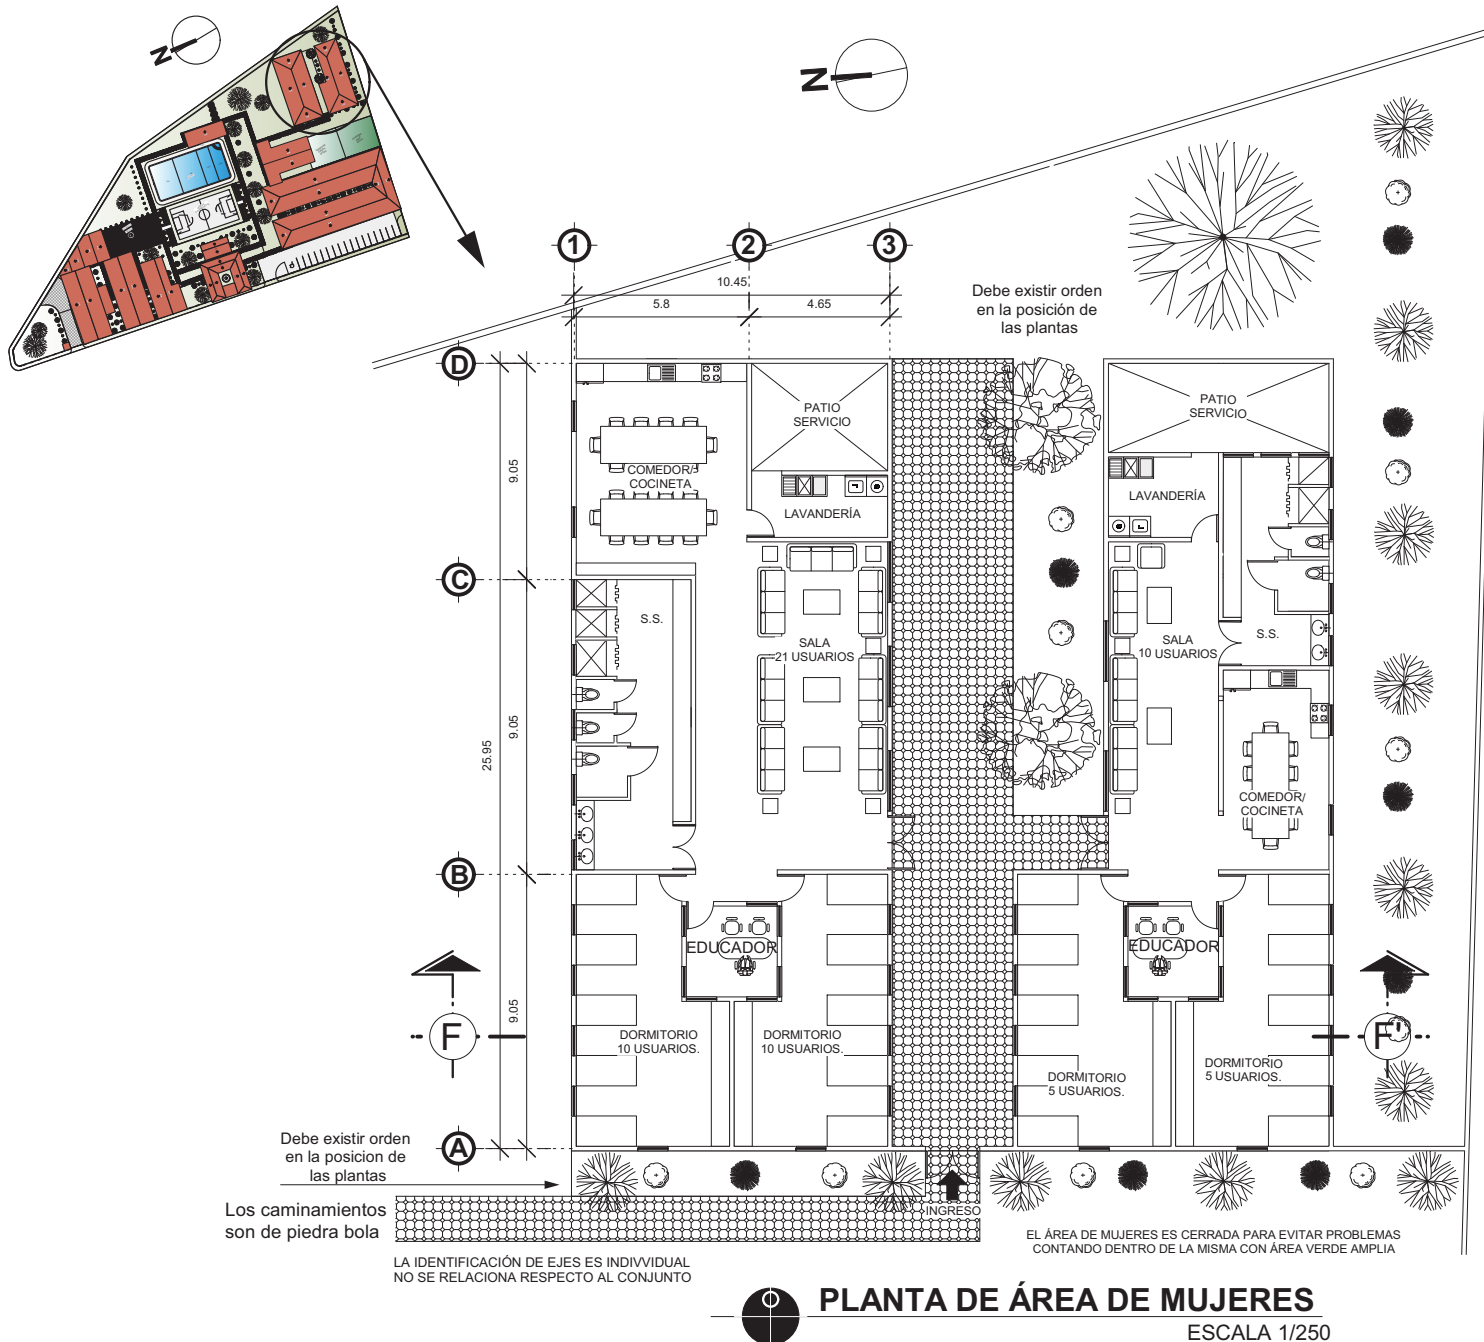 N
N
1
2
3
10.45
5.8
4.65
Debe existir orden
en la posición de
las plantas
D
C
B
A
9.05
9.05
9.05
25.95
PATIO
SERVICIO
COMEDOR/
COCINETA
LAVANDERÍA
S.S.
SALA
21 USUARIOS
EDUCADOR
DORMITORIO
10 USUARIOS.
DORMITORIO
10 USUARIOS.
PATIO
SERVICIO
LAVANDERÍA
SALA
10 USUARIOS
S.S.
COMEDOR/
COCINETA
EDUCADOR
DORMITORIO
5 USUARIOS.
DORMITORIO
5 USUARIOS.
F
F'
Debe existir orden
en la posicion de
las plantas
Los caminamientos
son de piedra bola
INGRESO
LA IDENTIFICACIÓN DE EJES ES INDIVVIDUAL
NO SE RELACIONA RESPECTO AL CONJUNTO
EL ÁREA DE MUJERES ES CERRADA PARA EVITAR PROBLEMAS
CONTANDO DENTRO DE LA MISMA CON ÁREA VERDE AMPLIA
PLANTA DE ÁREA DE MUJERES
ESCALA 1/250